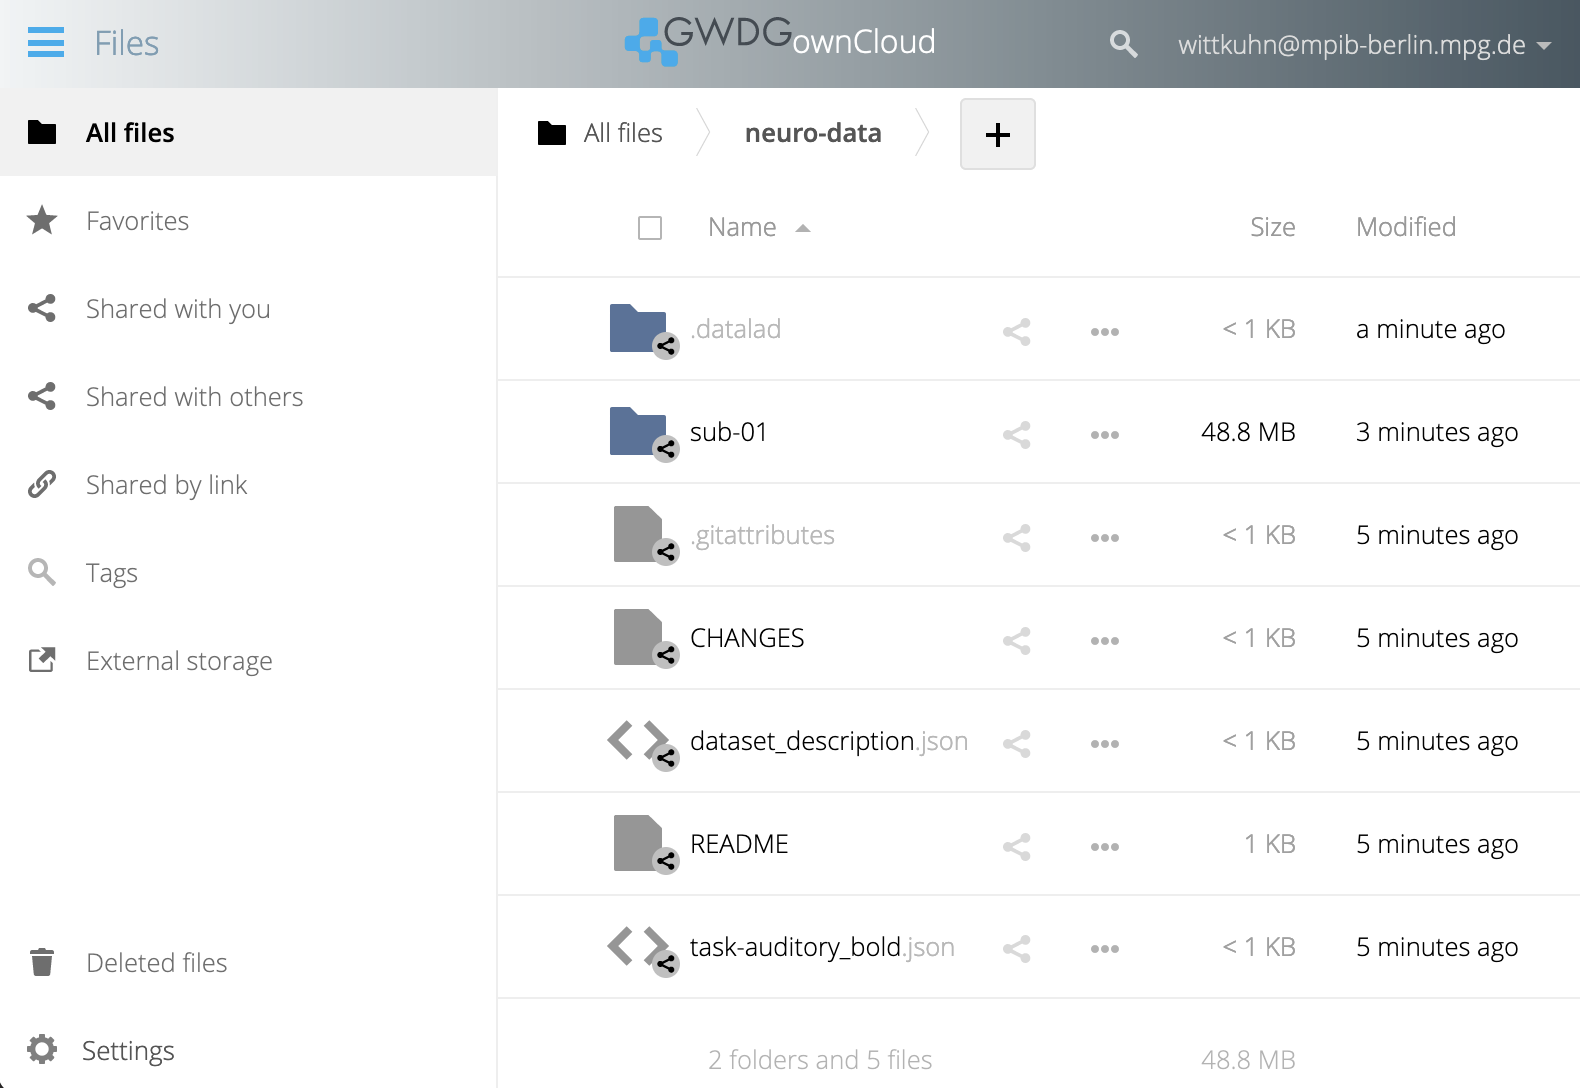 Files
GWDG ownCloud
wittkuhn@mpib-berlin.mpg.de
All files
Favorites
Shared with you
Shared with others
Shared by link
Tags
External storage
Deleted files
Settings
All files neuro-data +
Name Size Modified
.datalad < 1 KB a minute ago
sub-01 48.8 MB 3 minutes ago
.gitattributes < 1 KB 5 minutes ago
CHANGES < 1 KB 5 minutes ago
dataset_description.json < 1 KB 5 minutes ago
README 1 KB 5 minutes ago
task-auditory_bold.json < 1 KB 5 minutes ago
2 folders and 5 files 48.8 MB